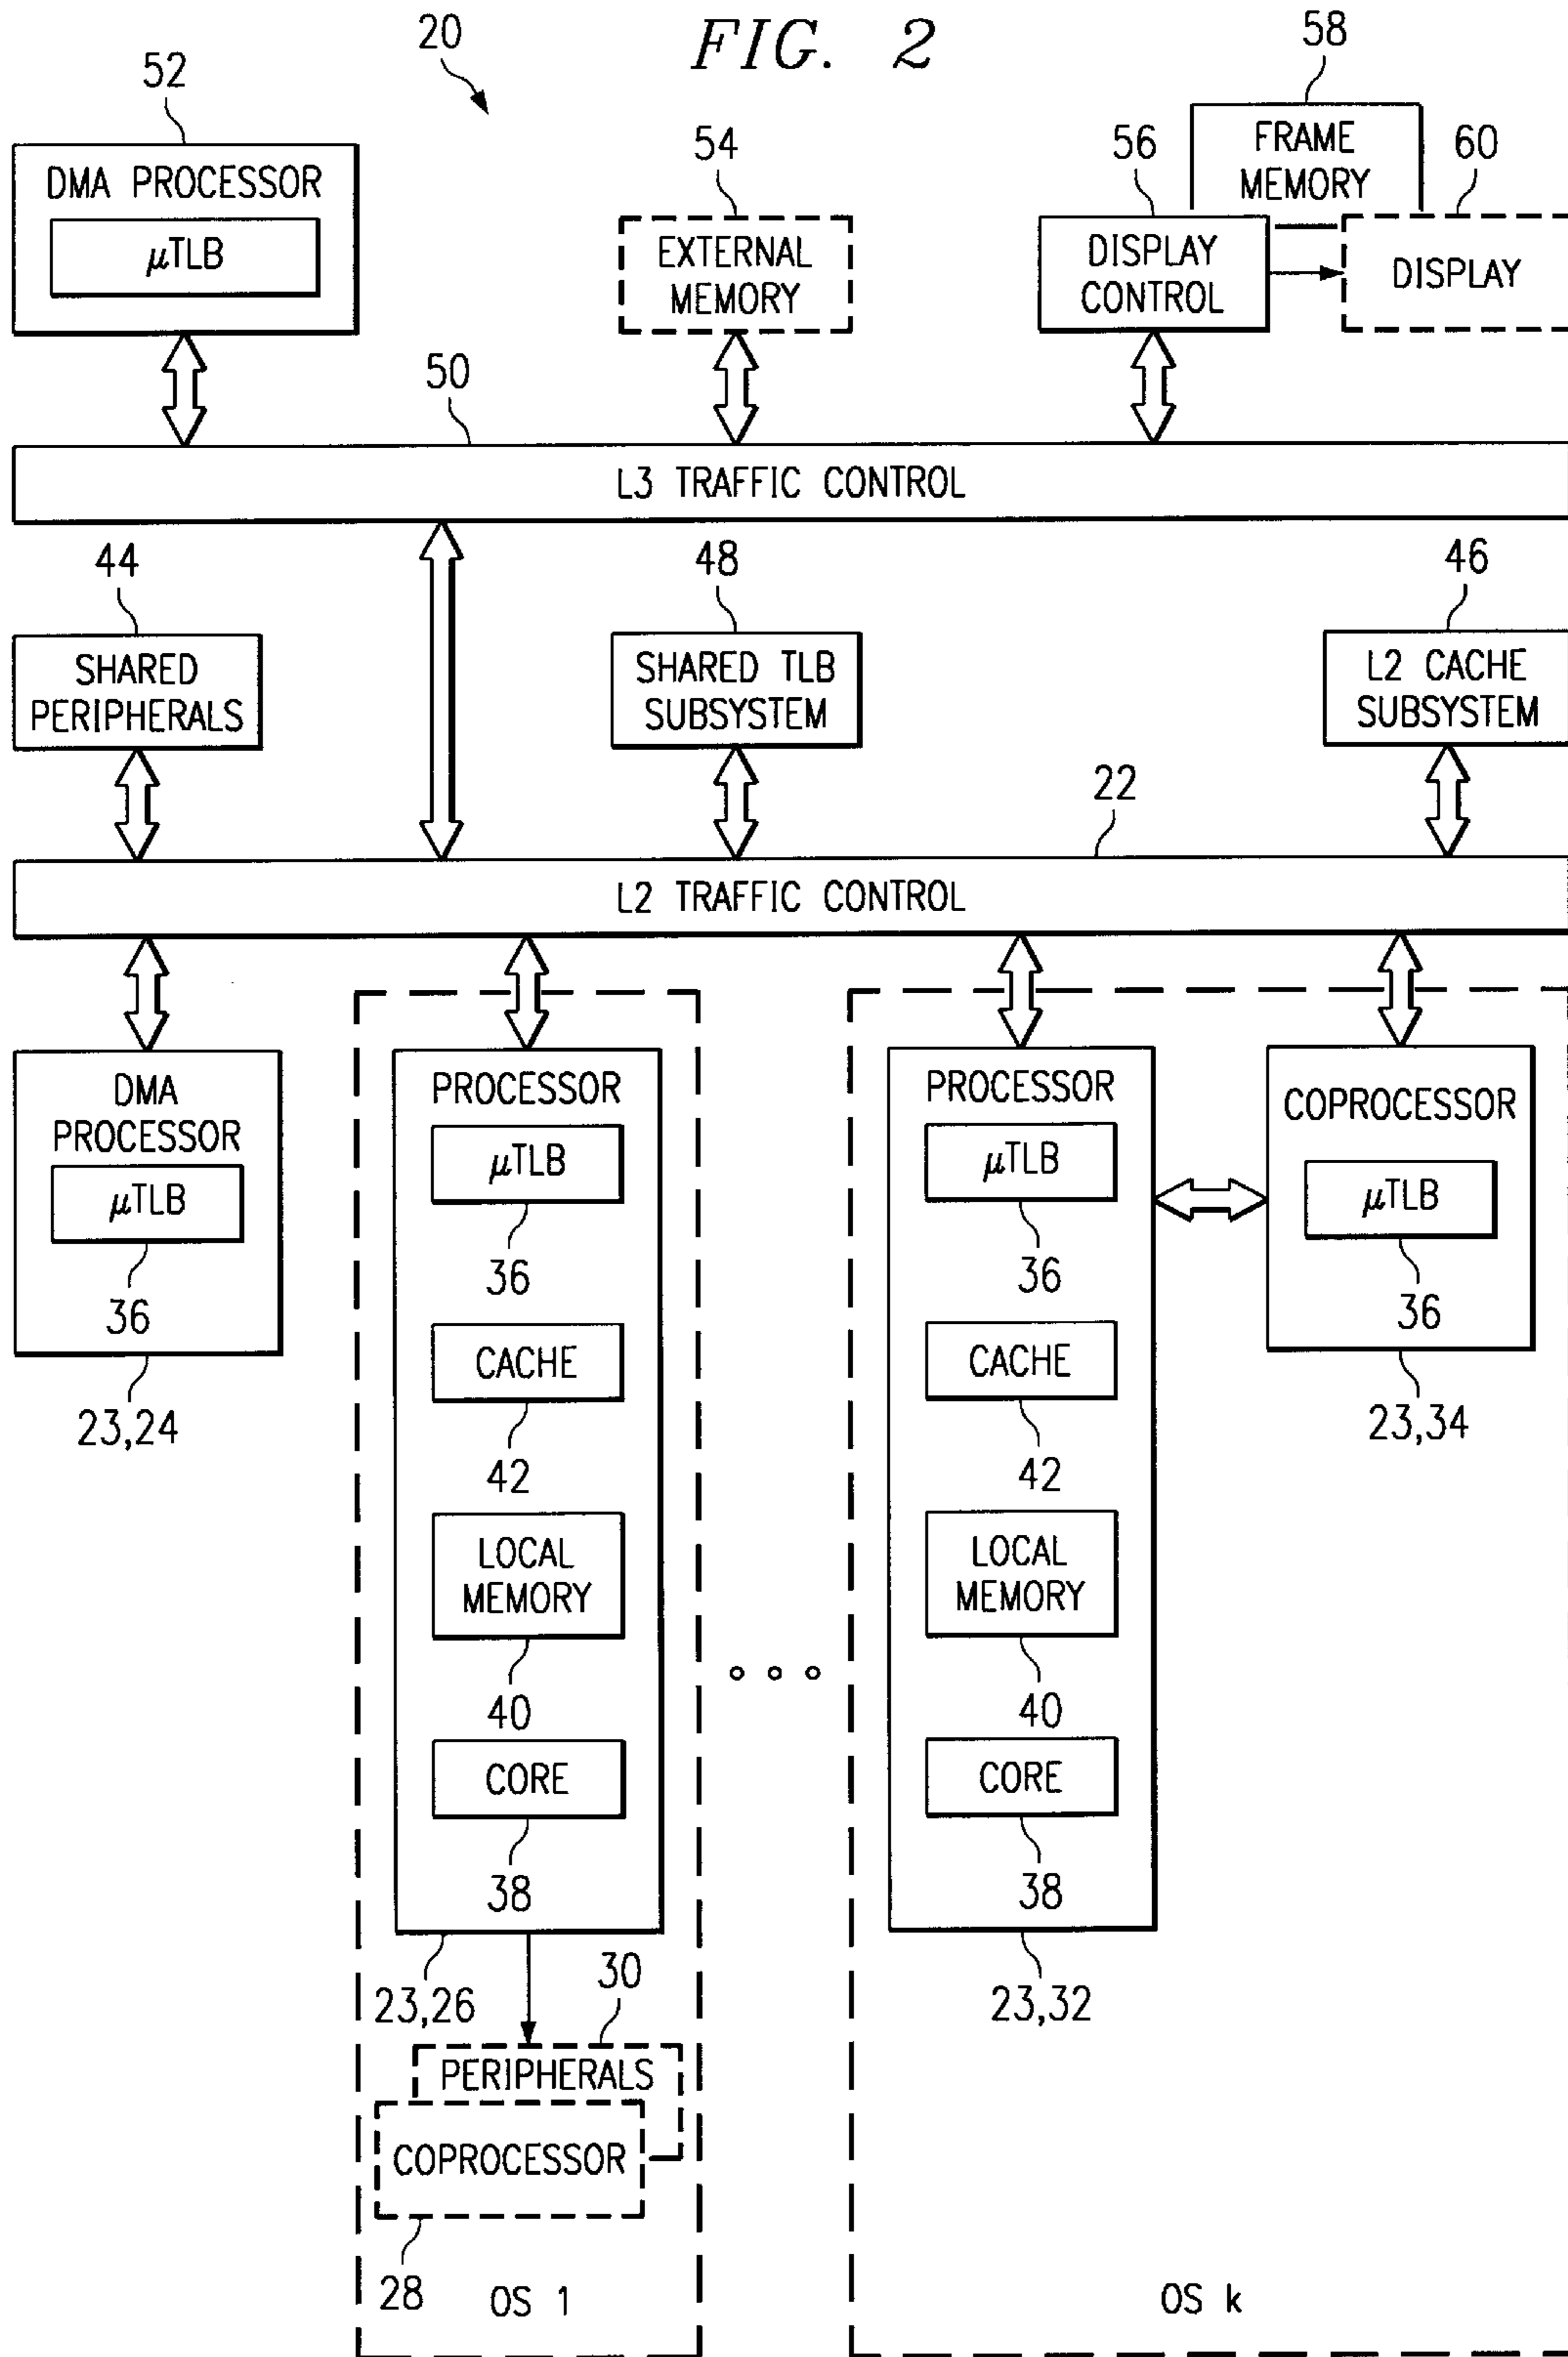 FIG. 2
20
58
52
54
56
60
FRAME
MEMORY
DMA PROCESSOR
μTLB
EXTERNAL
MEMORY
DISPLAY
CONTROL
DISPLAY
50
L3 TRAFFIC CONTROL
44
48
46
SHARED
PERIPHERALS
SHARED TLB
SUBSYSTEM
L2 CACHE
SUBSYSTEM
22
L2 TRAFFIC CONTROL
DMA
PROCESSOR
μTLB
36
23,24
PROCESSOR
μTLB
36
CACHE
42
LOCAL
MEMORY
40
CORE
38
23,26
30
PERIPHERALS
COPROCESSOR
28
OS 1
PROCESSOR
μTLB
36
CACHE
42
LOCAL
MEMORY
40
CORE
38
23,32
COPROCESSOR
μTLB
36
23,34
OS k